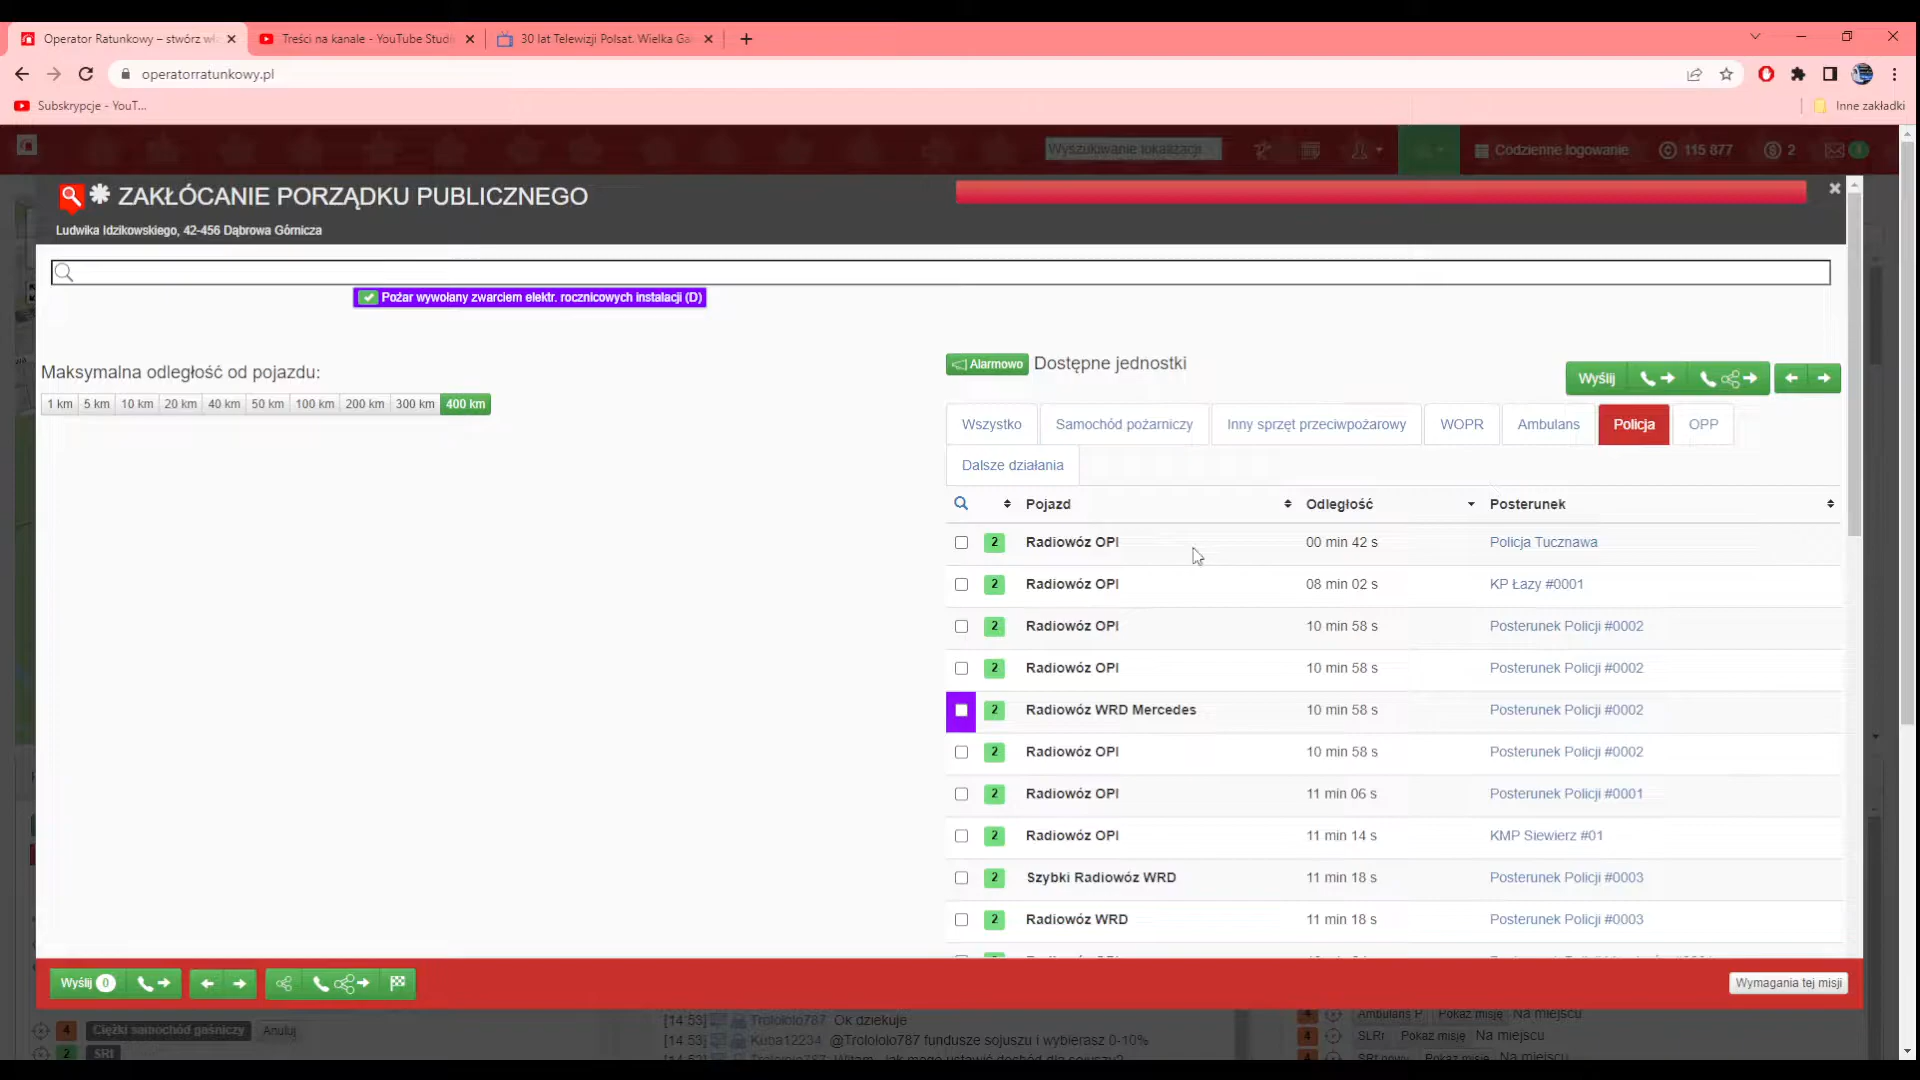 Operator Ratunkowy – stwórz wł
Treści na kanale - YouTube Studi
30 lat Telewizji Polsat. Wielka Ga
operatorratunkowy.pl
Subskrypcje - YouT...
Inne zakładki
Wyszukiwanie lokalizacji
Codzienne logowanie
115 877
2
ZAKŁÓCANIE PORZĄDKU PUBLICZNEGO
Ludwika Idzikowskiego, 42-456 Dąbrowa Górnicza
Pożar wywołany zwarciem elektr. rocznicowych instalacji (D)
Maksymalna odległość od pojazdu:
1 km 5 km 10 km 20 km 40 km 50 km 100 km 200 km 300 km 400 km
Alarmowo Dostępne jednostki
Wyślij
Wszystko Samochód pożarniczy Inny sprzęt przeciwpożarowy WOPR Ambulans Policja OPP
Dalsze działania
Pojazd Odległość Posterunek
2 Radiowóz OPI 00 min 42 s Policja Tucznawa
2 Radiowóz OPI 08 min 02 s KP Łazy #0001
2 Radiowóz OPI 10 min 58 s Posterunek Policji #0002
2 Radiowóz OPI 10 min 58 s Posterunek Policji #0002
2 Radiowóz WRD Mercedes 10 min 58 s Posterunek Policji #0002
2 Radiowóz OPI 10 min 58 s Posterunek Policji #0002
2 Radiowóz OPI 11 min 06 s Posterunek Policji #0001
2 Radiowóz OPI 11 min 14 s KMP Siewierz #01
2 Szybki Radiowóz WRD 11 min 18 s Posterunek Policji #0003
2 Radiowóz WRD 11 min 18 s Posterunek Policji #0003
Wyślij 0
Wymagania tej misji
4 Ciężki samochód gaśniczy Anuluj
2 SRt
[14:53] Trolololo787: Ok dziekuje
[14:53] Kuba12234: @Trolololo787 fundusze sojuszu i wybierasz 0-10%
4 Ambulans P Pokaż misję Na miejscu
4 SLRr Pokaż misję Na miejscu